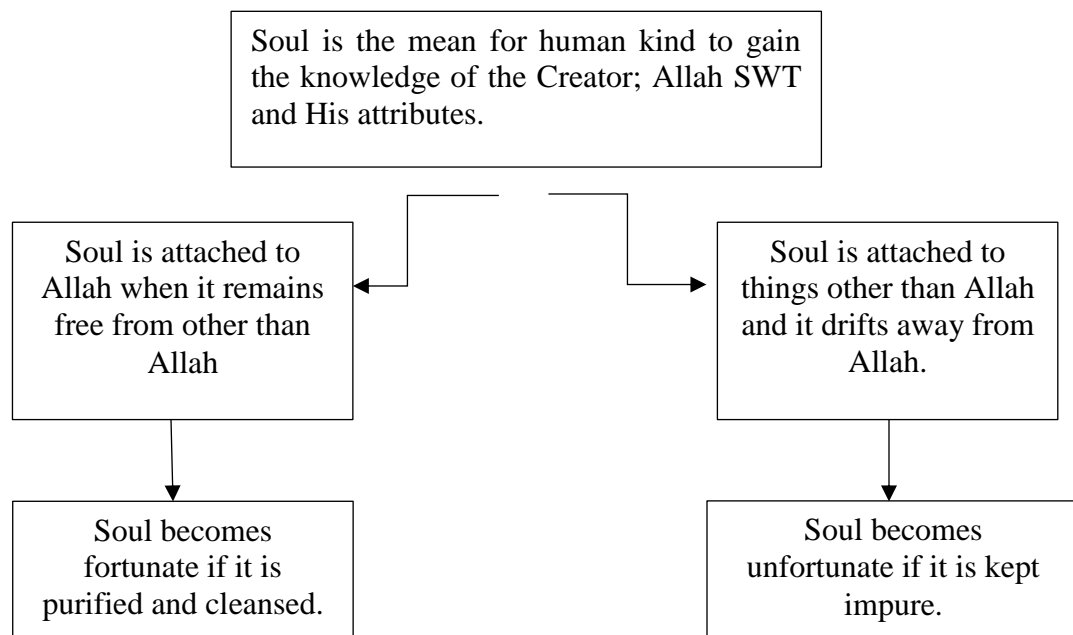 Soul is the mean for human kind to gain
the knowledge of the Creator; Allah SWT
and His attributes.
Soul is attached to
Allah when it remains
free from other than
Allah
Soul is attached to
things other than Allah
and it drifts away from
Allah.
Soul becomes
fortunate if it is
purified and cleansed.
Soul becomes
unfortunate if it is kept
impure.